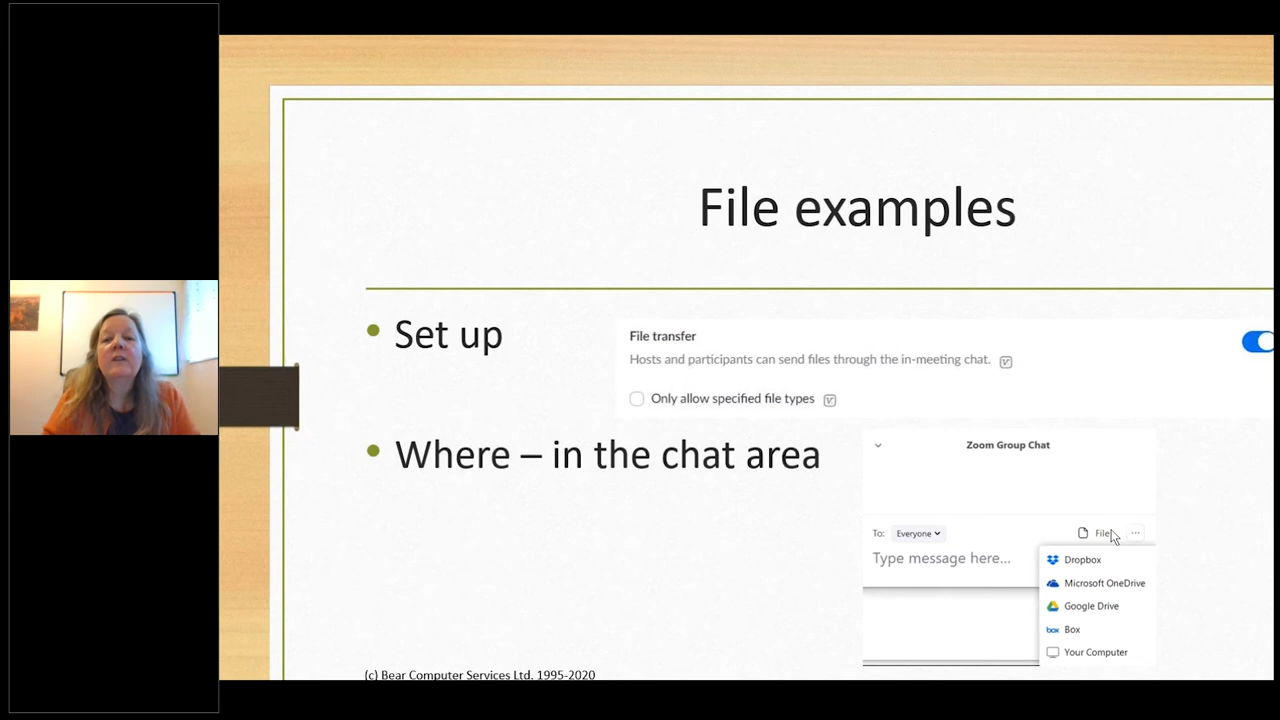 File examples
• Set up
File transfer
Hosts and participants can send files through the in-meeting chat.
Only allow specified file types
• Where – in the chat area
Zoom Group Chat
To: Everyone
File
Type message here...
Dropbox
Microsoft OneDrive
Google Drive
box Box
Your Computer
(c) Bear Computer Services Ltd. 1995-2020